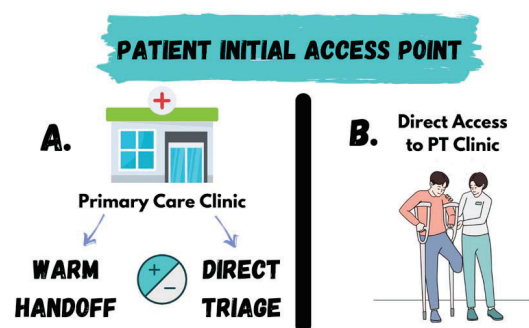 PATIENT INITIAL ACCESS POINT
A.
Primary Care Clinic
WARM
HANDOFF
DIRECT
TRIAGE
B.
Direct Access
to PT Clinic